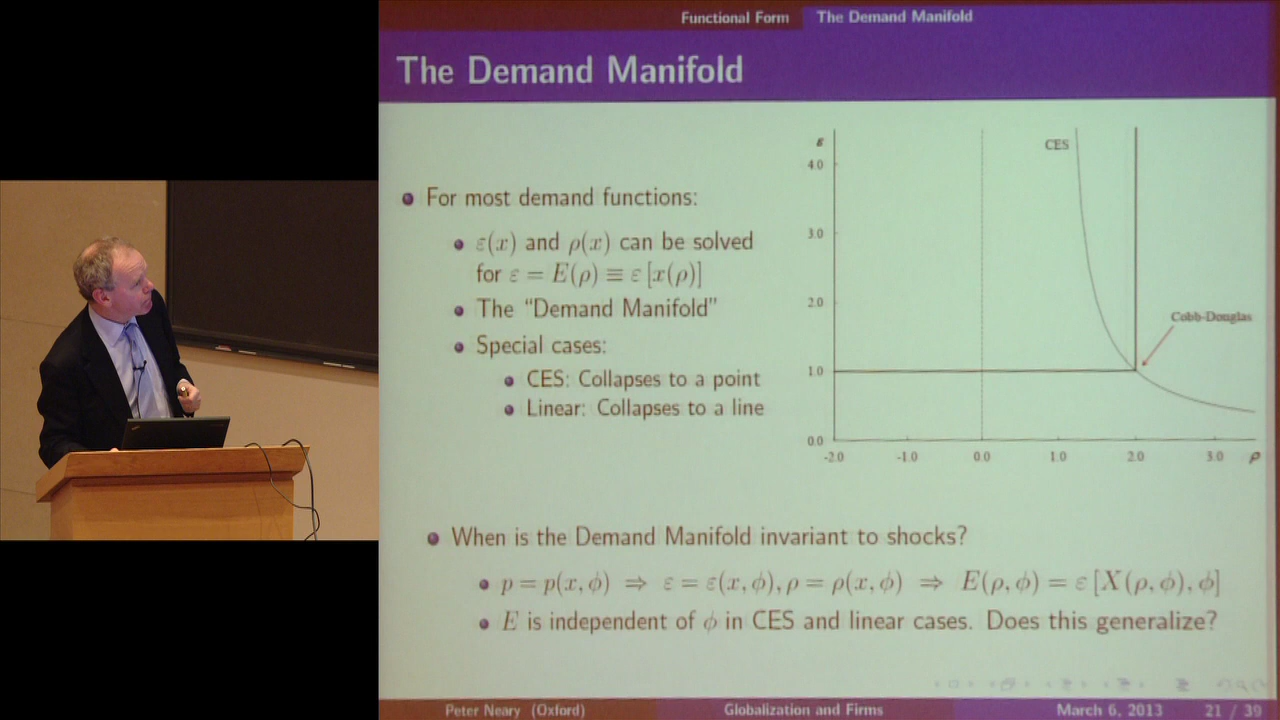 Functional Form The Demand Manifold
The Demand Manifold
For most demand functions:
ε(x) and ρ(x) can be solved
for ε = E(ρ) ≡ ε [x(ρ)]
The “Demand Manifold”
Special cases:
CES: Collapses to a point
Linear: Collapses to a line
ε
4.0
3.0
2.0
1.0
0.0
-2.0 -1.0 0.0 1.0 2.0 3.0 ρ
CES
Cobb-Douglas
When is the Demand Manifold invariant to shocks?
p = p(x, ϕ) ⇒ ε = ε(x, ϕ), ρ = ρ(x, ϕ) ⇒ E(ρ, ϕ) = ε [X(ρ, ϕ), ϕ]
E is independent of ϕ in CES and linear cases. Does this generalize?
Peter Neary (Oxford) Globalization and Firms March 6, 2013 21 / 39